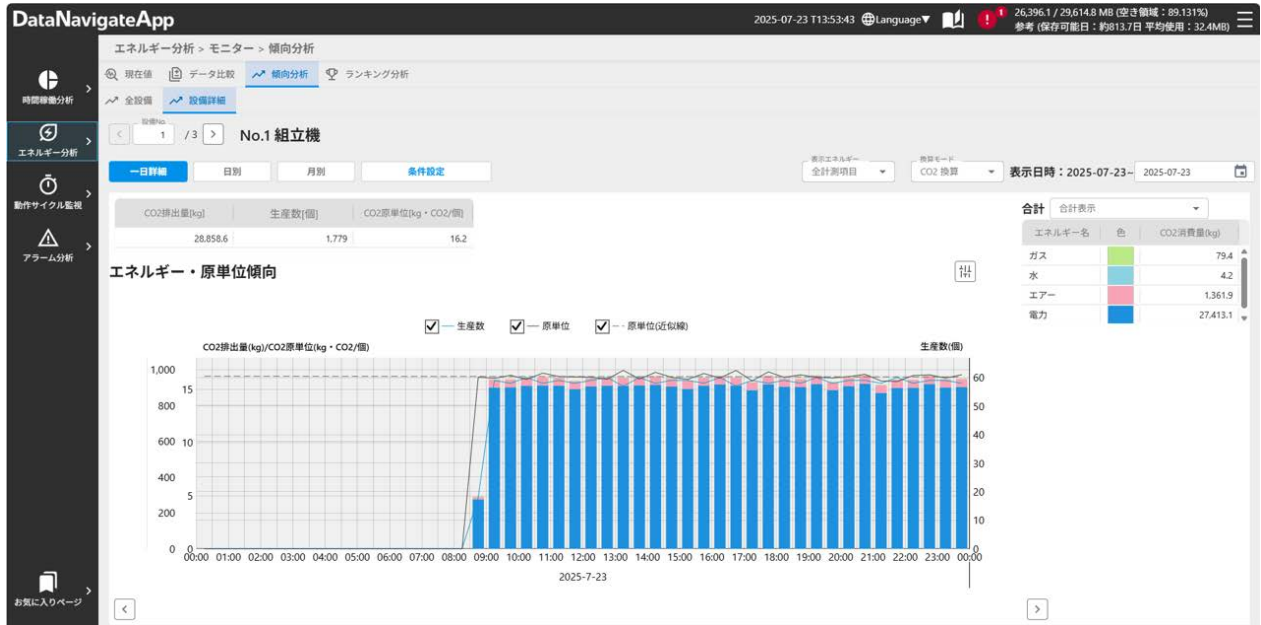 DataNavigateApp
2025-07-23 T13:53:43 Language▼
1
26,396.1 / 29,614.8 MB (空き領域：89.131%)
参考 (保存可能日：約813.7日 平均使用：32.4MB)
エネルギー分析 > モニター > 傾向分析
現在値 データ比較 傾向分析 ランキング分析
全設備 設備詳細
時間稼働分析
エネルギー分析
動作サイクル監視
アラーム分析
お気に入りページ
設備No.
< 1 / 3 > No.1 組立機
一日詳細 日別 月別 条件設定
表示エネルギー
全計測項目
換算モード
CO2 換算
表示日時：2025-07-23~ 2025-07-23
CO2排出量[kg] 生産数[個] CO2原単位[kg・CO2/個]
28,858.6 1,779 16.2
合計 合計表示
エネルギー名 色 CO2消費量(kg)
ガス 79.4
水 4.2
エアー 1,361.9
電力 27,413.1
エネルギー・原単位傾向
生産数 原単位 原単位(近似線)
CO2排出量(kg)/CO2原単位(kg・CO2/個) 生産数(個)
1,000
15 60
800 50
600 10 40
400 30
5 20
200 10
0 0 0
00:00 01:00 02:00 03:00 04:00 05:00 06:00 07:00 08:00 09:00 10:00 11:00 12:00 13:00 14:00 15:00 16:00 17:00 18:00 19:00 20:00 21:00 22:00 23:00 00:00
2025-7-23
< >